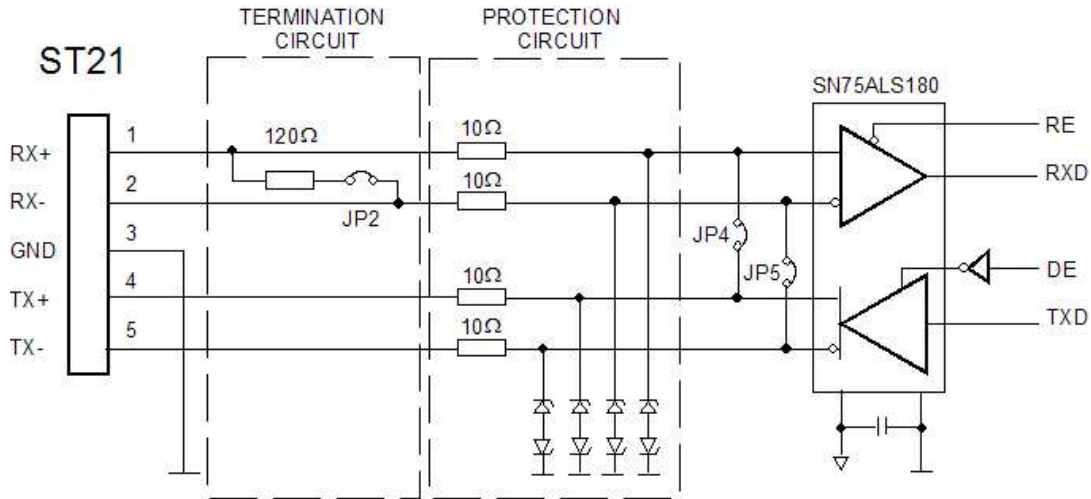 TERMINATION
CIRCUIT
PROTECTION
CIRCUIT
ST21
SN75ALS180
1
120Ω
10Ω
RE
RX+
2
10Ω
RXD
RX-
JP2
3
JP4
GND
JP5
DE
4
10Ω
TX+
TXD
5
10Ω
TX-